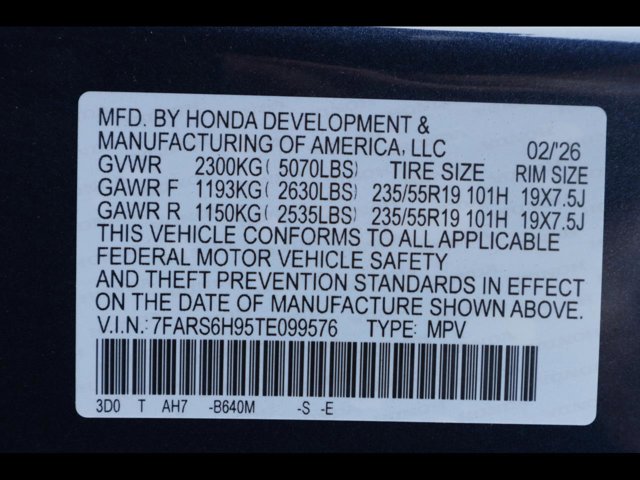 MFD. BY HONDA DEVELOPMENT &
MANUFACTURING OF AMERICA, LLC 02/'26
GVWR 2300KG( 5070LBS) TIRE SIZE RIM SIZE
GAWR F 1193KG( 2630LBS) 235/55R19 101H 19X7.5J
GAWR R 1150KG( 2535LBS) 235/55R19 101H 19X7.5J
THIS VEHICLE CONFORMS TO ALL APPLICABLE
FEDERAL MOTOR VEHICLE SAFETY
AND THEFT PREVENTION STANDARDS IN EFFECT
ON THE DATE OF MANUFACTURE SHOWN ABOVE.
V.I.N.: 7FARS6H95TE099576 TYPE: MPV
3D0 T AH7 -B640M -S -E